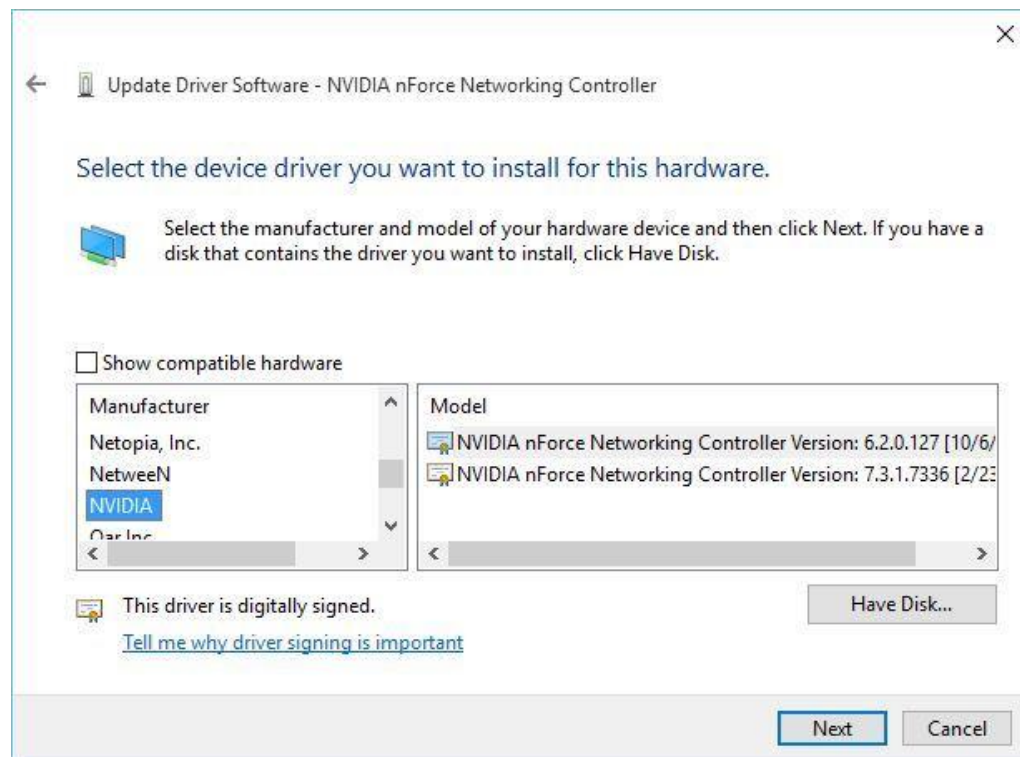 Update Driver Software - NVIDIA nForce Networking Controller
Select the device driver you want to install for this hardware.
Select the manufacturer and model of your hardware device and then click Next. If you have a
disk that contains the driver you want to install, click Have Disk.
Show compatible hardware
Manufacturer
Netopia, Inc.
NetweeN
NVIDIA
Model
NVIDIA nForce Networking Controller Version: 6.2.0.127 [10/6/
NVIDIA nForce Networking Controller Version: 7.3.1.7336 [2/23
This driver is digitally signed.
Have Disk...
Tell me why driver signing is important
Next
Cancel